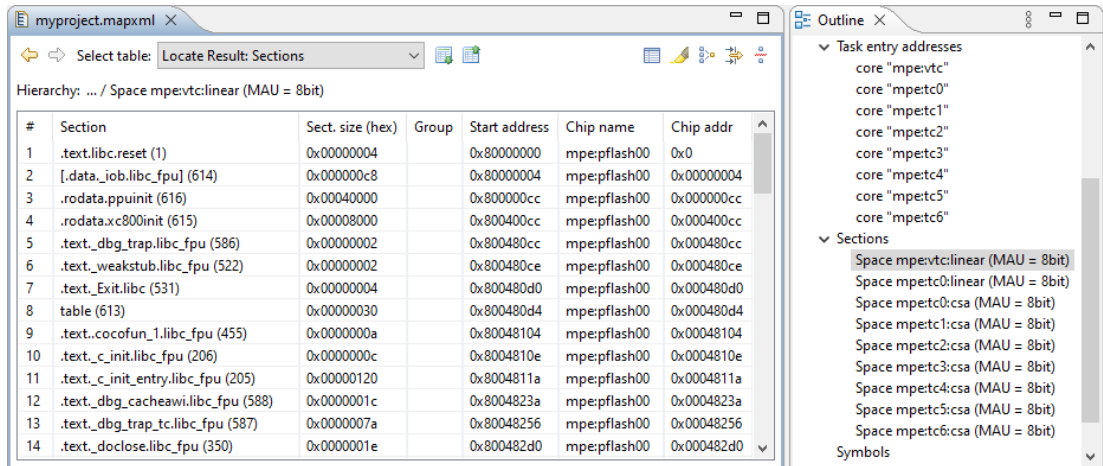 myproject.mapxml
Select table: Locate Result: Sections
Hierarchy: ... / Space mpe:vtc:linear (MAU = 8bit)
# Section Sect. size (hex) Group Start address Chip name Chip addr
1 .text.libc.reset (1) 0x00000004 0x80000000 mpe:pflash00 0x0
2 [.data._iob.libc_fpu] (614) 0x000000c8 0x80000004 mpe:pflash00 0x00000004
3 .rodata.ppuinit (616) 0x00040000 0x800000cc mpe:pflash00 0x000000cc
4 .rodata.xc800init (615) 0x00008000 0x800400cc mpe:pflash00 0x000400cc
5 .text._dbg_trap.libc_fpu (586) 0x00000002 0x800480cc mpe:pflash00 0x000480cc
6 .text._weakstub.libc_fpu (522) 0x00000002 0x800480ce mpe:pflash00 0x000480ce
7 .text._Exit.libc (531) 0x00000004 0x800480d0 mpe:pflash00 0x000480d0
8 table (613) 0x00000030 0x800480d4 mpe:pflash00 0x000480d4
9 .text..cocofun_1.libc_fpu (455) 0x0000000a 0x80048104 mpe:pflash00 0x00048104
10 .text._c_init.libc_fpu (206) 0x0000000c 0x8004810e mpe:pflash00 0x0004810e
11 .text._c_init_entry.libc_fpu (205) 0x00000120 0x8004811a mpe:pflash00 0x0004811a
12 .text._dbg_cacheawi.libc_fpu (588) 0x0000001c 0x8004823a mpe:pflash00 0x0004823a
13 .text._dbg_trap_tc.libc_fpu (587) 0x0000007a 0x80048256 mpe:pflash00 0x00048256
14 .text._doclose.libc_fpu (350) 0x0000001e 0x800482d0 mpe:pflash00 0x000482d0
Outline
Task entry addresses
core "mpe:vtc"
core "mpe:tc0"
core "mpe:tc1"
core "mpe:tc2"
core "mpe:tc3"
core "mpe:tc4"
core "mpe:tc5"
core "mpe:tc6"
Sections
Space mpe:vtc:linear (MAU = 8bit)
Space mpe:tc0:linear (MAU = 8bit)
Space mpe:tc0:csa (MAU = 8bit)
Space mpe:tc1:csa (MAU = 8bit)
Space mpe:tc2:csa (MAU = 8bit)
Space mpe:tc3:csa (MAU = 8bit)
Space mpe:tc4:csa (MAU = 8bit)
Space mpe:tc5:csa (MAU = 8bit)
Space mpe:tc6:csa (MAU = 8bit)
Symbols